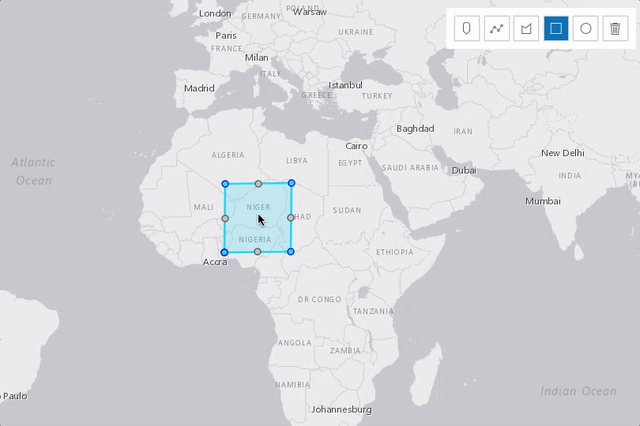 London
POLAND
Warsaw
GERMANY
UKRAINE
Paris
FRANCE
Milan
ITALY
Istanbul
Madrid
GREECE
TURKEY
Baghdad
IRAN
Cairo
ALGERIA
LIBYA
EGYPT
SAUDI ARABIA
Dubai
New Delhi
INDIA
Mumbai
Atlantic
Ocean
MALI
NIGER
HAD
SUDAN
NIGERIA
ETHIOPIA
Accra
DR CONGO
TANZANIA
ANGOLA
ZAMBIA
NAMIBIA
Indian Ocean
Paulo
Johannesburg